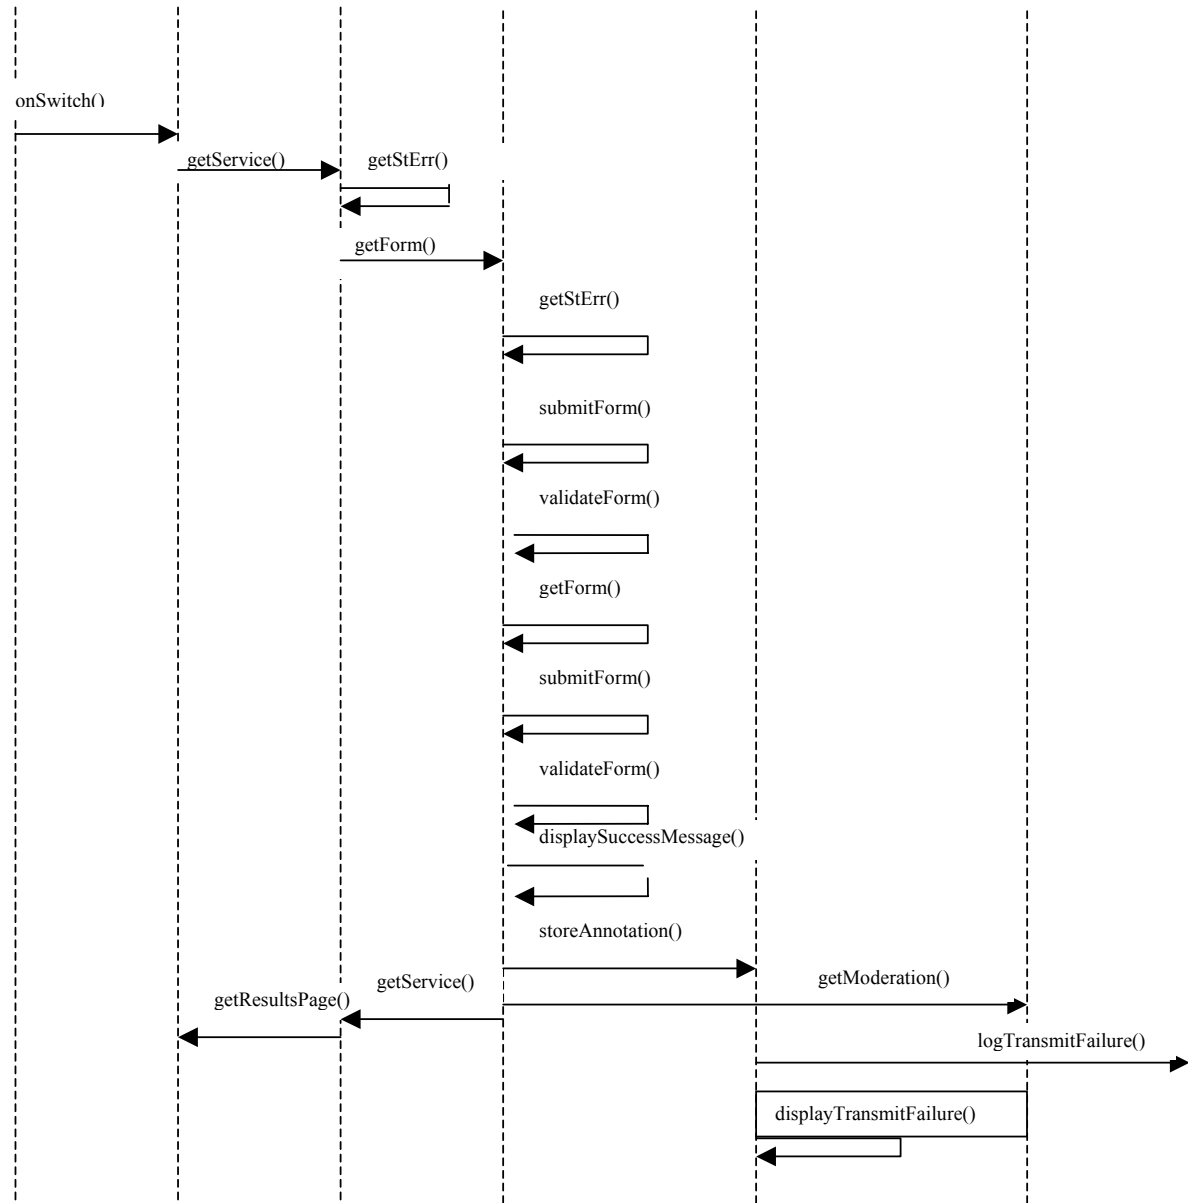 onSwitch()
getService()
getStErr()
getForm()
getStErr()
submitForm()
validateForm()
getForm()
submitForm()
validateForm()
displaySuccessMessage()
storeAnnotation()
getService()
getModeration()
getResultsPage()
logTransmitFailure()
displayTransmitFailure()